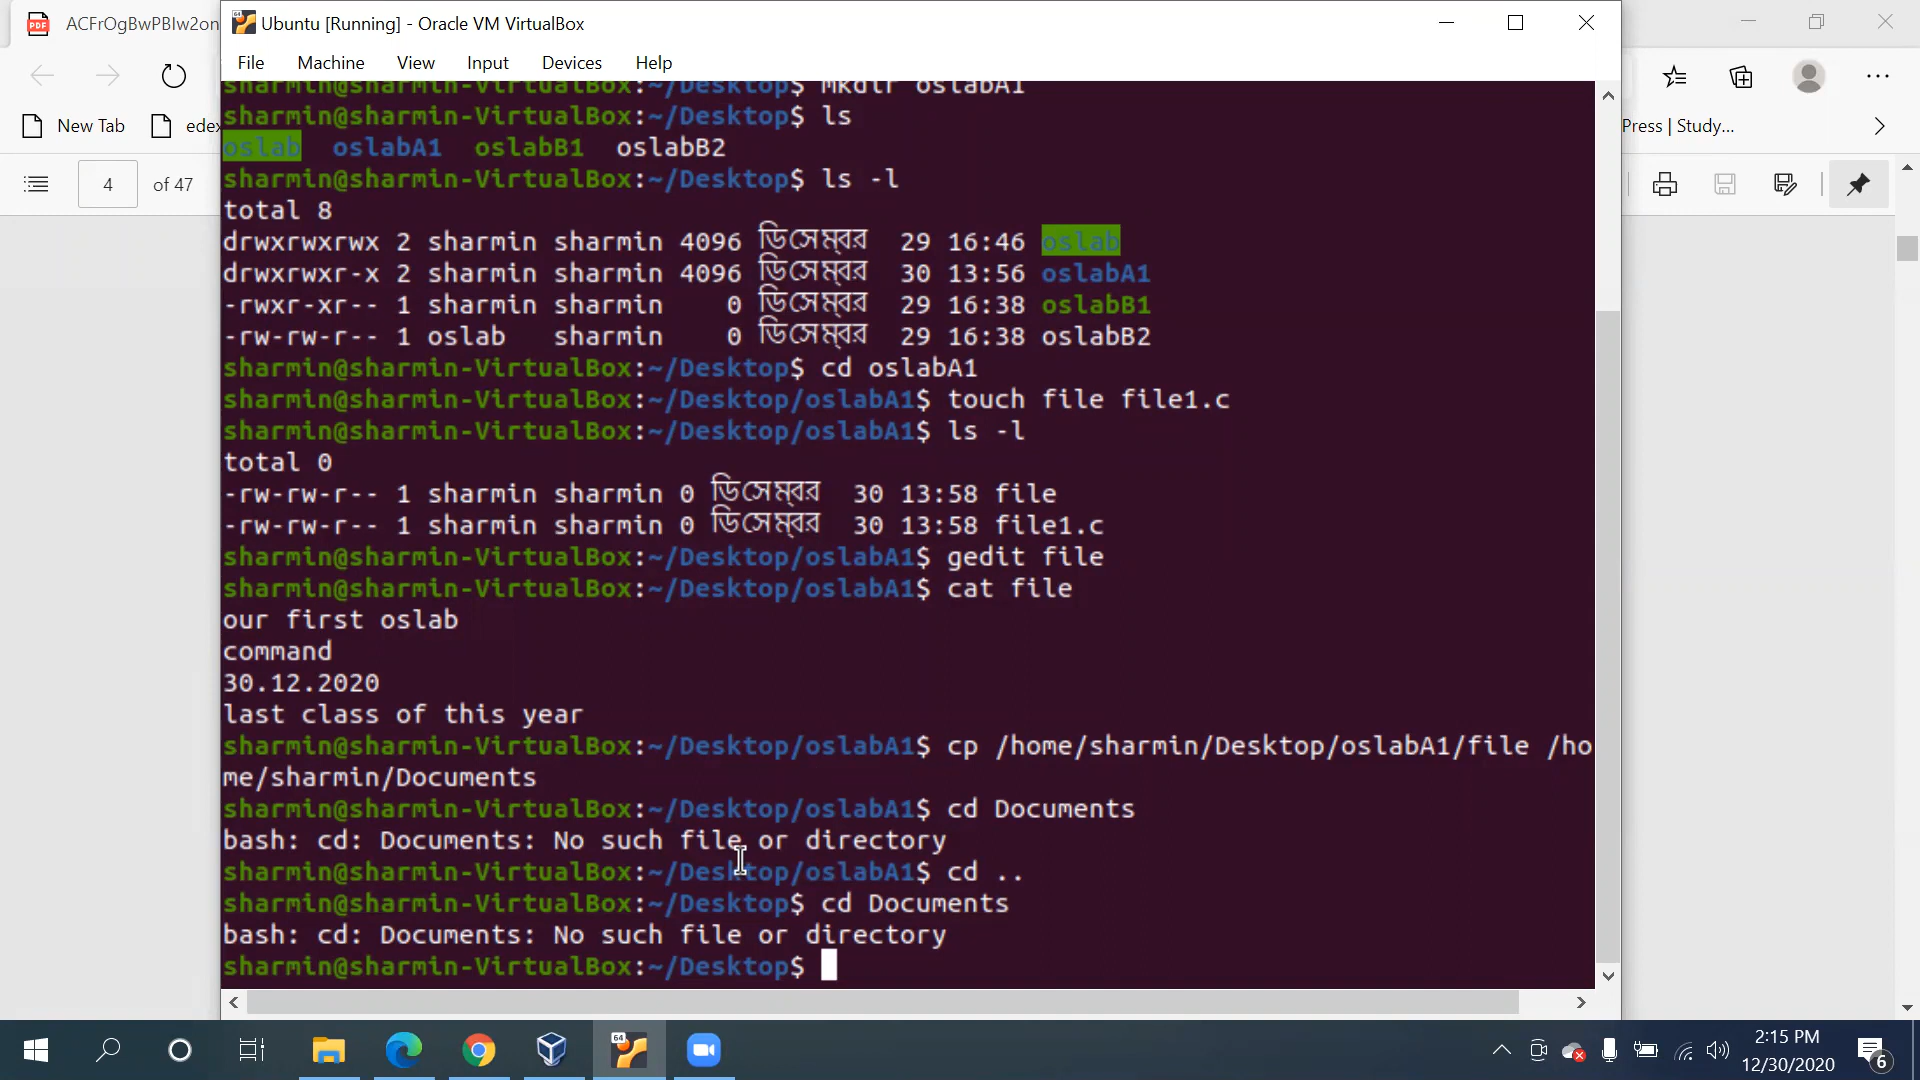 ACFrOgBwPBIw2on
Ubuntu [Running] - Oracle VM VirtualBox
File Machine View Input Devices Help
New Tab
edex
Press | Study...
4 of 47
sharmin@sharmin-VirtualBox:~/Desktop$ mkdir oslabA1
sharmin@sharmin-VirtualBox:~/Desktop$ ls
oslab oslabA1 oslabB1 oslabB2
sharmin@sharmin-VirtualBox:~/Desktop$ ls -l
total 8
drwxrwxrwx 2 sharmin sharmin 4096 ডিসেম্বর 29 16:46 oslab
drwxrwxr-x 2 sharmin sharmin 4096 ডিসেম্বর 30 13:56 oslabA1
-rwxr-xr-- 1 sharmin sharmin 0 ডিসেম্বর 29 16:38 oslabB1
-rw-rw-r-- 1 oslab sharmin 0 ডিসেম্বর 29 16:38 oslabB2
sharmin@sharmin-VirtualBox:~/Desktop$ cd oslabA1
sharmin@sharmin-VirtualBox:~/Desktop/oslabA1$ touch file file1.c
sharmin@sharmin-VirtualBox:~/Desktop/oslabA1$ ls -l
total 0
-rw-rw-r-- 1 sharmin sharmin 0 ডিসেম্বর 30 13:58 file
-rw-rw-r-- 1 sharmin sharmin 0 ডিসেম্বর 30 13:58 file1.c
sharmin@sharmin-VirtualBox:~/Desktop/oslabA1$ gedit file
sharmin@sharmin-VirtualBox:~/Desktop/oslabA1$ cat file
our first oslab
command
30.12.2020
last class of this year
sharmin@sharmin-VirtualBox:~/Desktop/oslabA1$ cp /home/sharmin/Desktop/oslabA1/file /ho
me/sharmin/Documents
sharmin@sharmin-VirtualBox:~/Desktop/oslabA1$ cd Documents
bash: cd: Documents: No such file or directory
sharmin@sharmin-VirtualBox:~/Desktop/oslabA1$ cd ..
sharmin@sharmin-VirtualBox:~/Desktop$ cd Documents
bash: cd: Documents: No such file or directory
sharmin@sharmin-VirtualBox:~/Desktop$
64
2:15 PM
12/30/2020
6